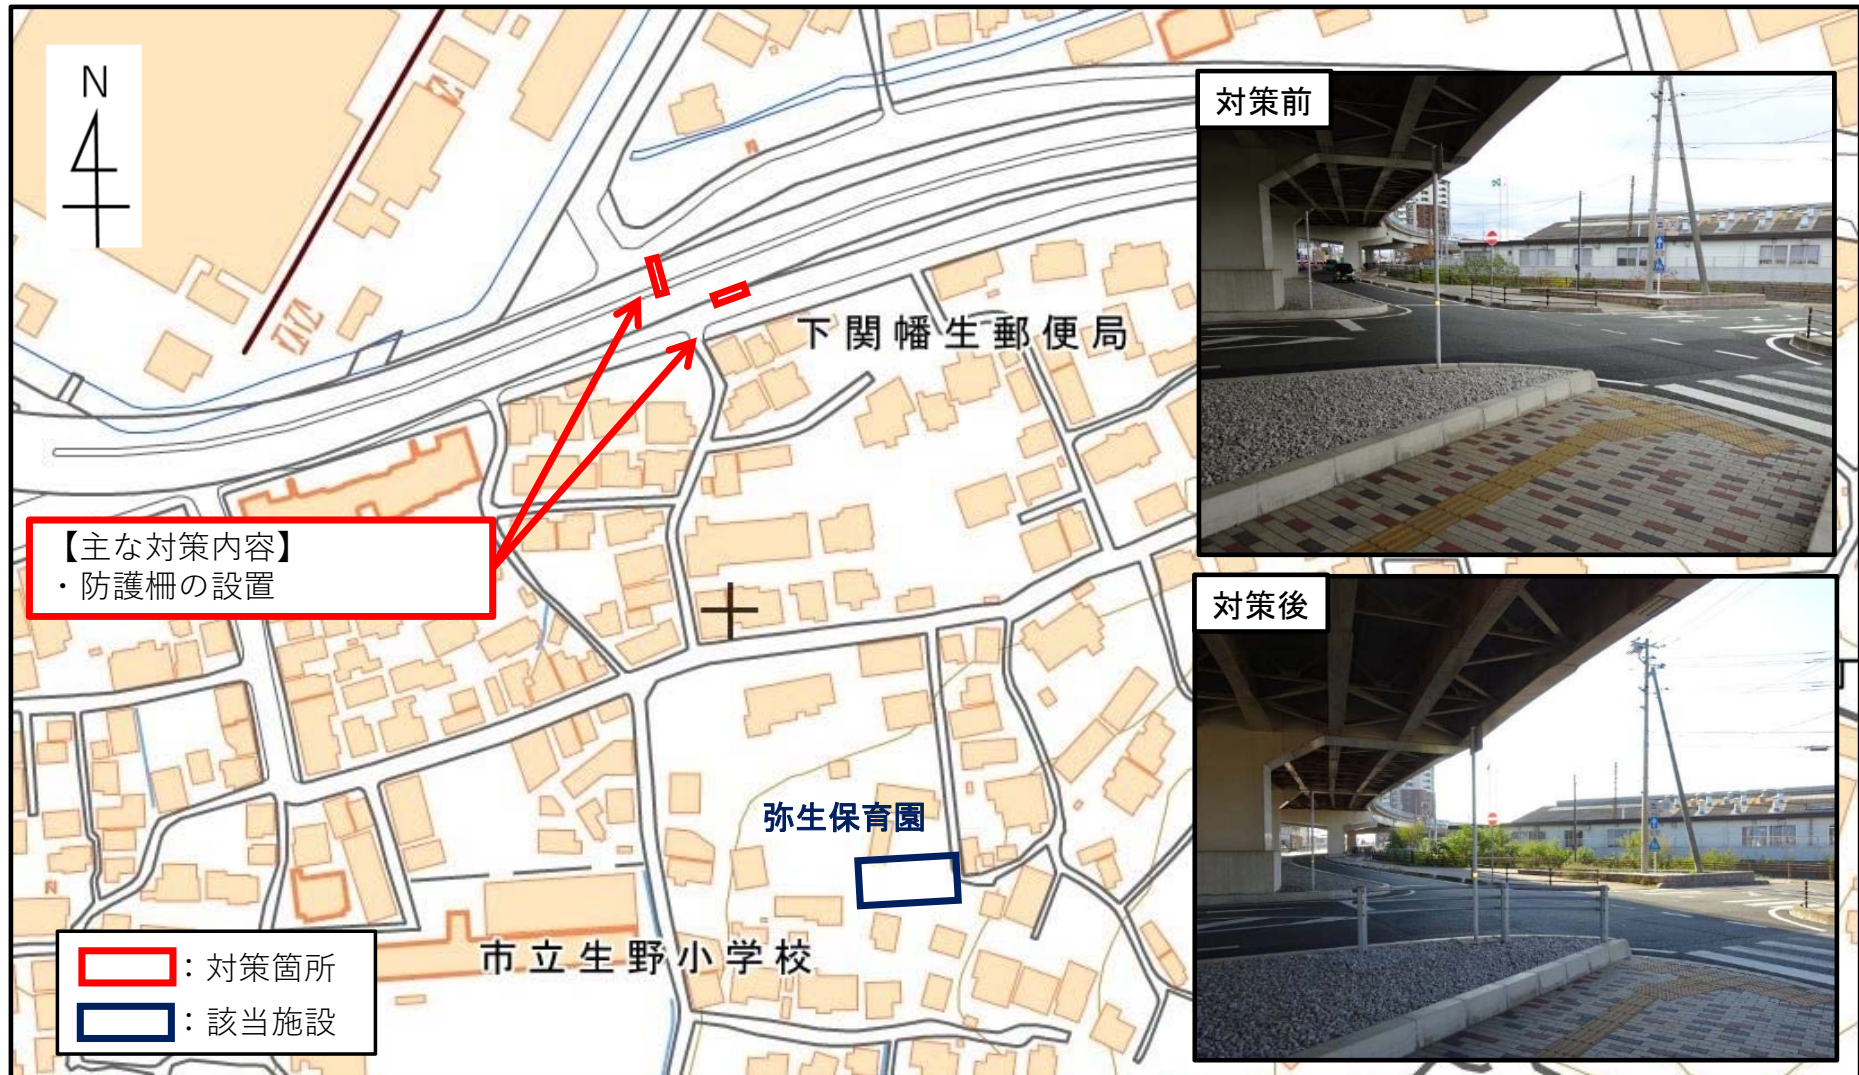 N
対策前
下関幡生郵便局
【主な対策内容】
・防護柵の設置
対策後
弥生保育園
市立生野小学校
：対策箇所
：該当施設